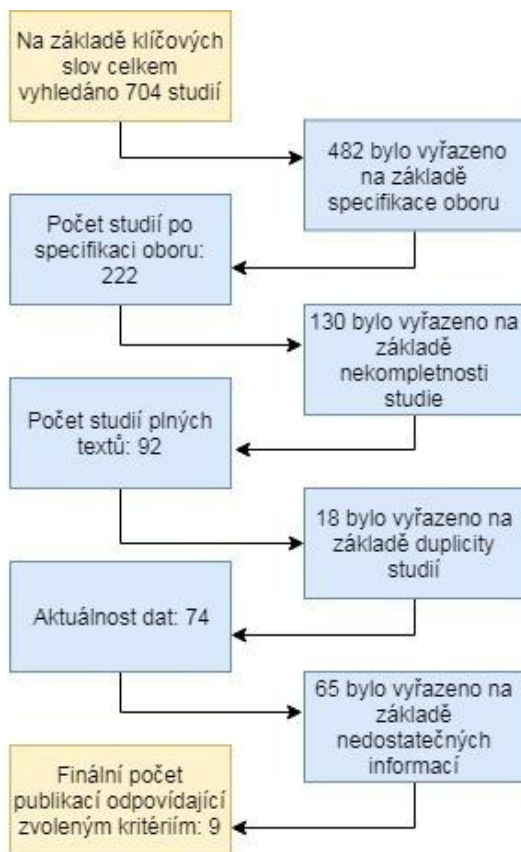 Na základě klíčových
slov celkem
vyhledáno 704 studií
482 bylo vyřazeno
na základě
specifikace oboru
Počet studií po
specifikaci oboru:
222
130 bylo vyřazeno na
základě
nekompletnosti
studie
Počet studií plných
textů: 92
18 bylo vyřazeno na
základě duplicity
studií
Aktuálnost dat: 74
65 bylo vyřazeno na
základě
nedostatečných
informací
Finální počet
publikací odpovídající
zvoleným kritériím: 9